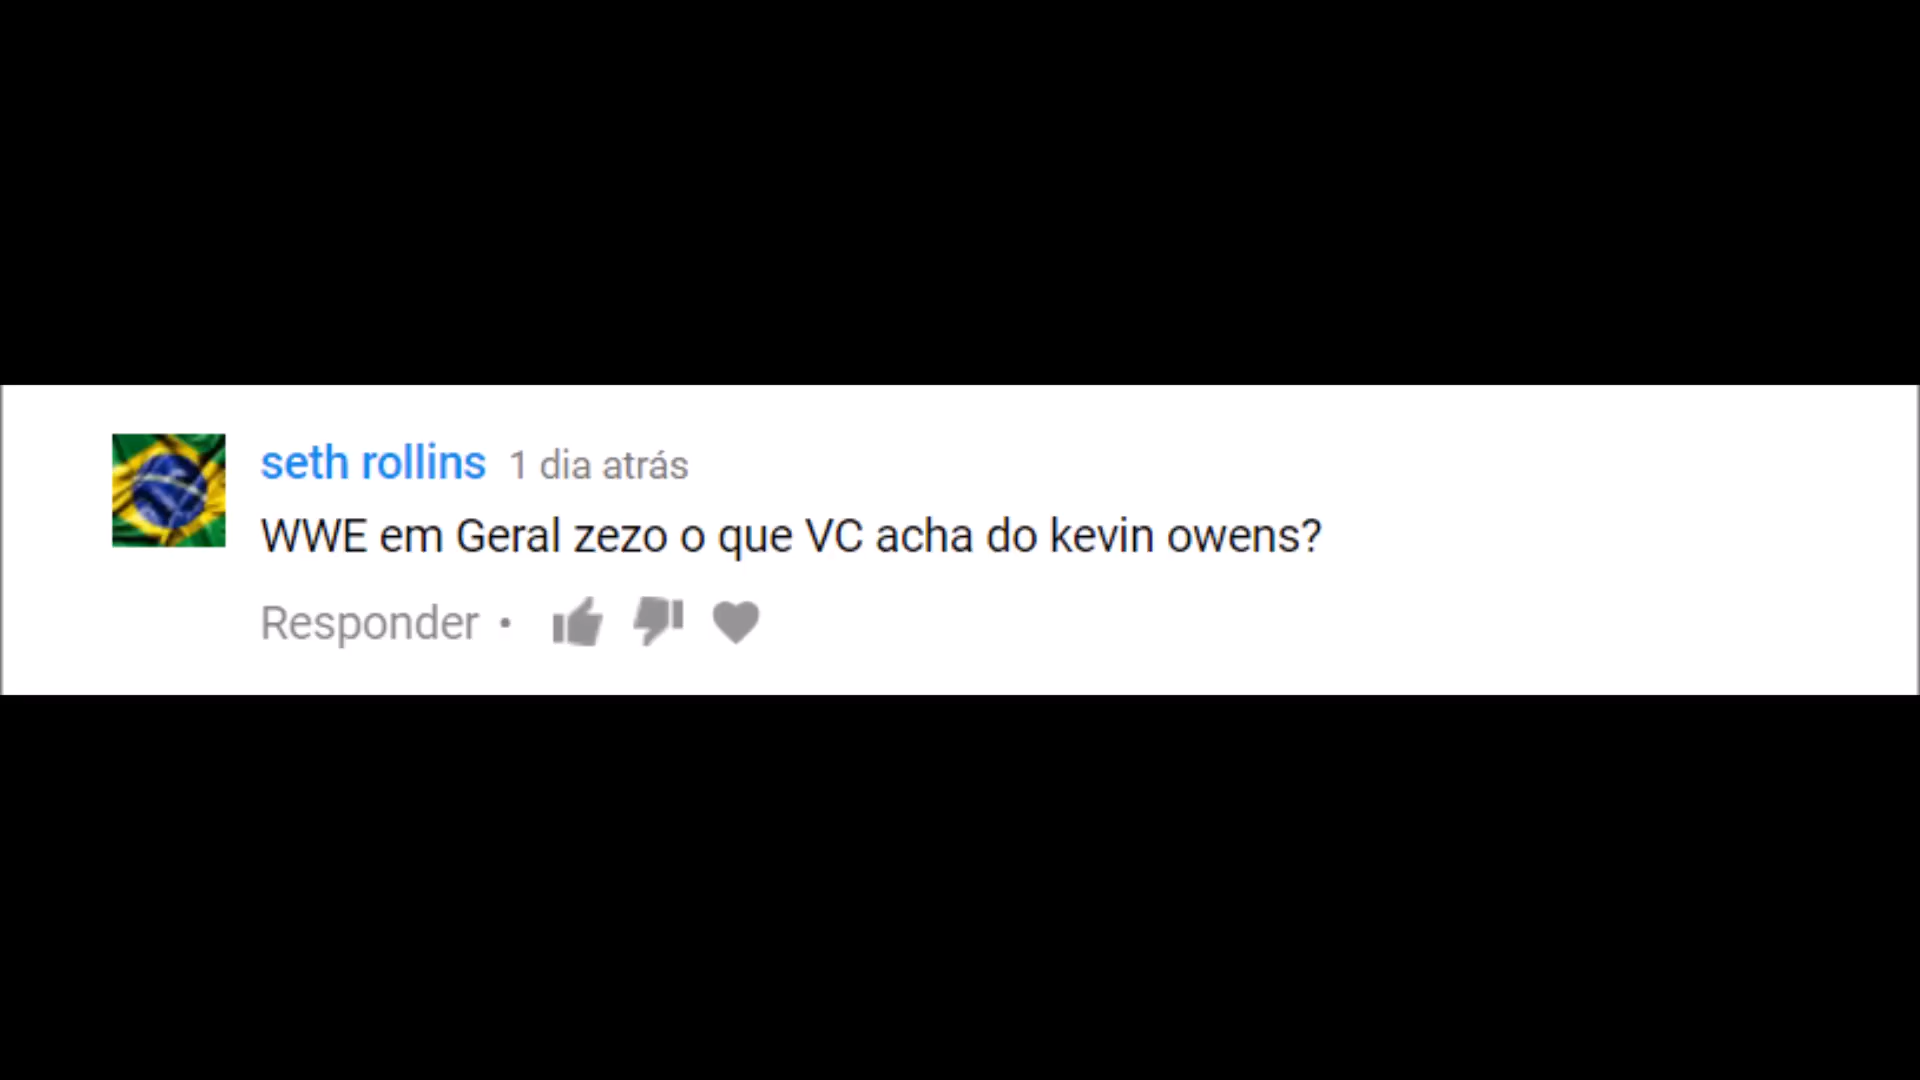 seth rollins 1 dia atrás
WWE em Geral zezo o que VC acha do kevin owens?
Responder •